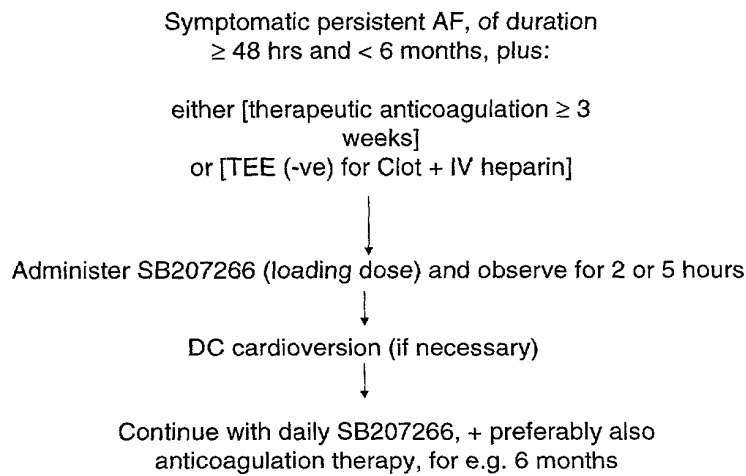 Symptomatic persistent AF, of duration
≥ 48 hrs and < 6 months, plus:
either [therapeutic anticoagulation ≥ 3
weeks]
or [TEE (-ve) for Clot + IV heparin]
Administer SB207266 (loading dose) and observe for 2 or 5 hours
DC cardioversion (if necessary)
Continue with daily SB207266, + preferably also
anticoagulation therapy, for e.g. 6 months